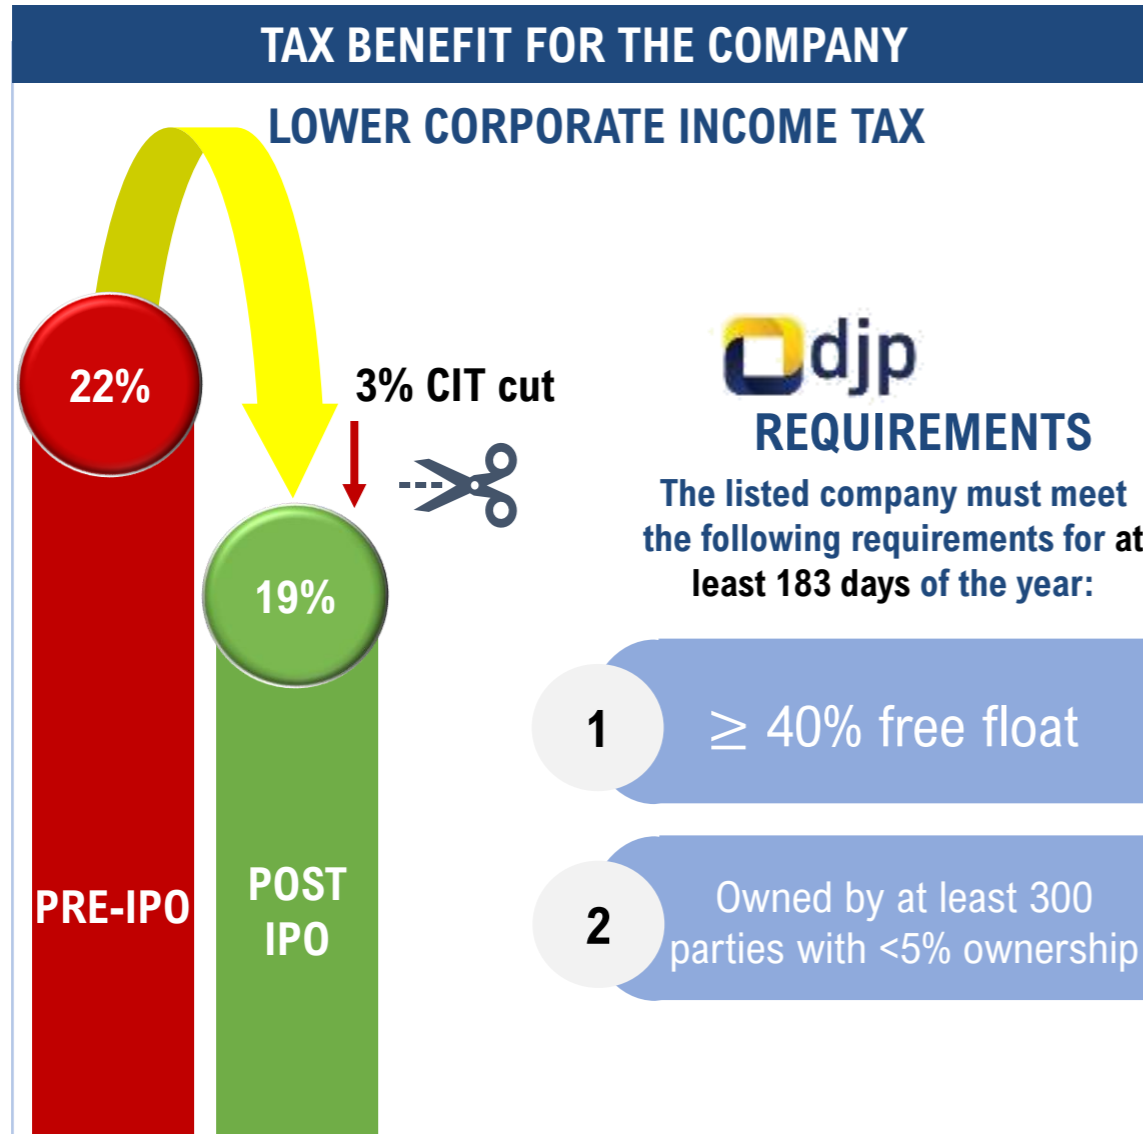 TAX BENEFIT FOR THE COMPANY
LOWER CORPORATE INCOME TAX
22%
3% CIT cut
19%
PRE-IPO
POST
IPO
djp
REQUIREMENTS
The listed company must meet
the following requirements for at
least 183 days of the year:
1
≥ 40% free float
2
Owned by at least 300
parties with <5% ownership